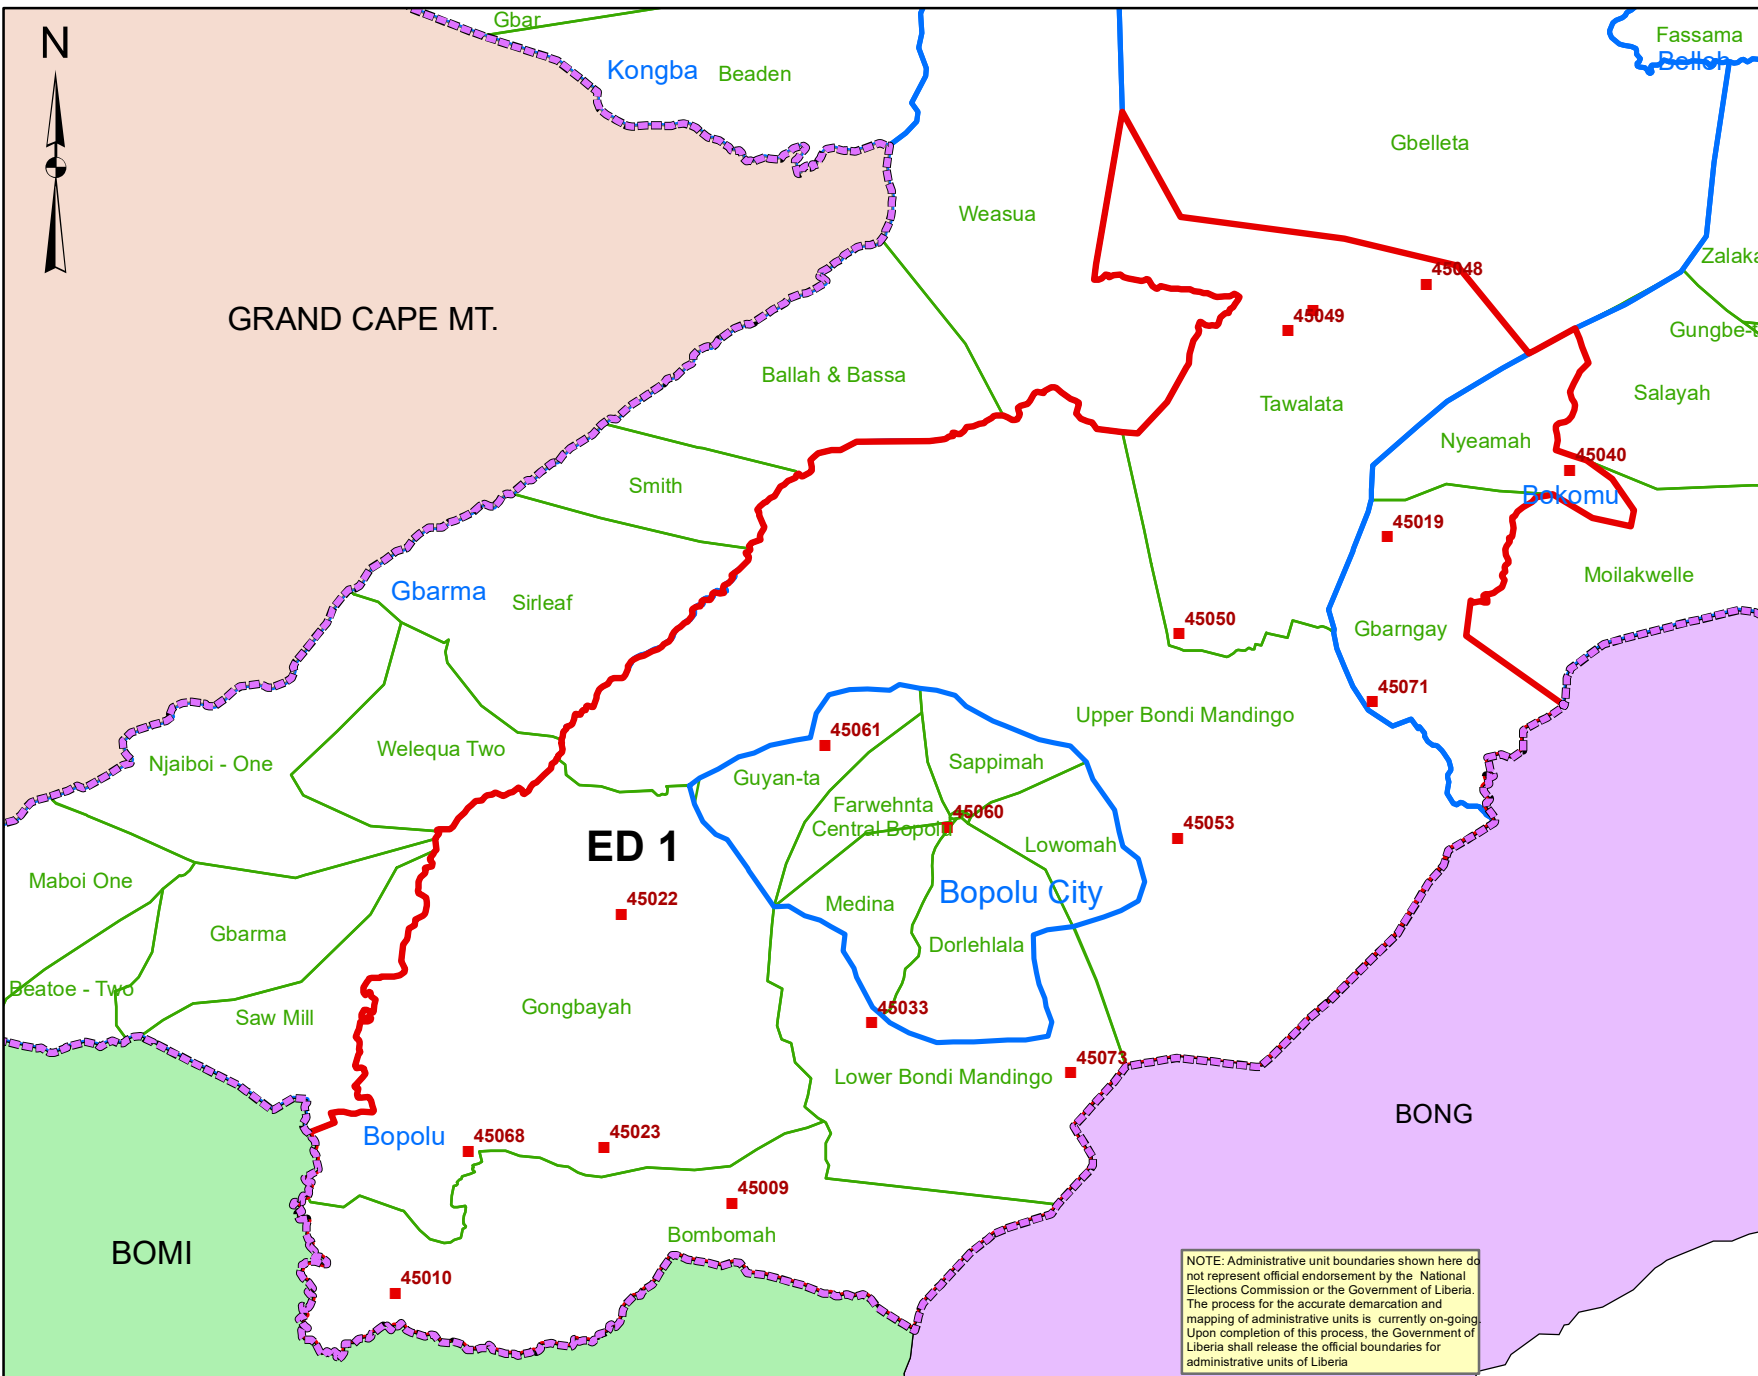 Gbar
N
Kongba
Beaden
Fassama
Belleh
Gbelleta
Weasua
Zalaka
45048
GRAND CAPE MT.
45049
Gungbe-t
Ballah & Bassa
Salayah
Tawalata
Nyeamah
45040
Smith
Bokomu
45019
Gbarma
Sirleaf
Moilakwelle
45050
Gbarngay
45071
Upper Bondi Mandingo
45061
Welequa Two
Njaiboi - One
Sappimah
Guyan-ta
Farwehnta
45060
Central Bopolu
45053
ED 1
Lowomah
Maboi One
Bopolu City
45022
Medina
Gbarma
Dorlehlala
Beatoe - Two
Gongbayah
45033
Saw Mill
45073
Lower Bondi Mandingo
BONG
Bopolu
45068
45023
45009
Bombomah
BOMI
45010
NOTE: Administrative unit boundaries shown here do
not represent official endorsement by the National
Elections Commission or the Government of Liberia.
The process for the accurate demarcation and
mapping of administrative units is currently on-going.
Upon completion of this process, the Government of
Liberia shall release the official boundaries for
administrative units of Liberia